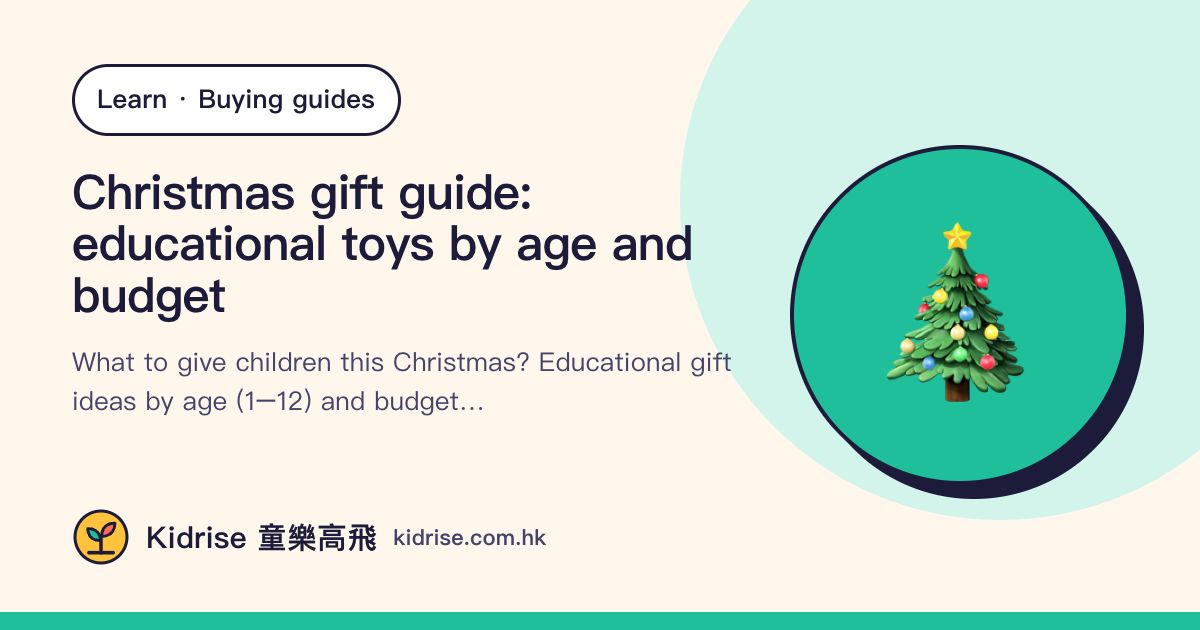 Learn · Buying guides
Christmas gift guide:
educational toys by age and
budget
What to give children this Christmas? Educational gift
ideas by age (1–12) and budget…
Kidrise 童樂高飛 kidrise.com.hk